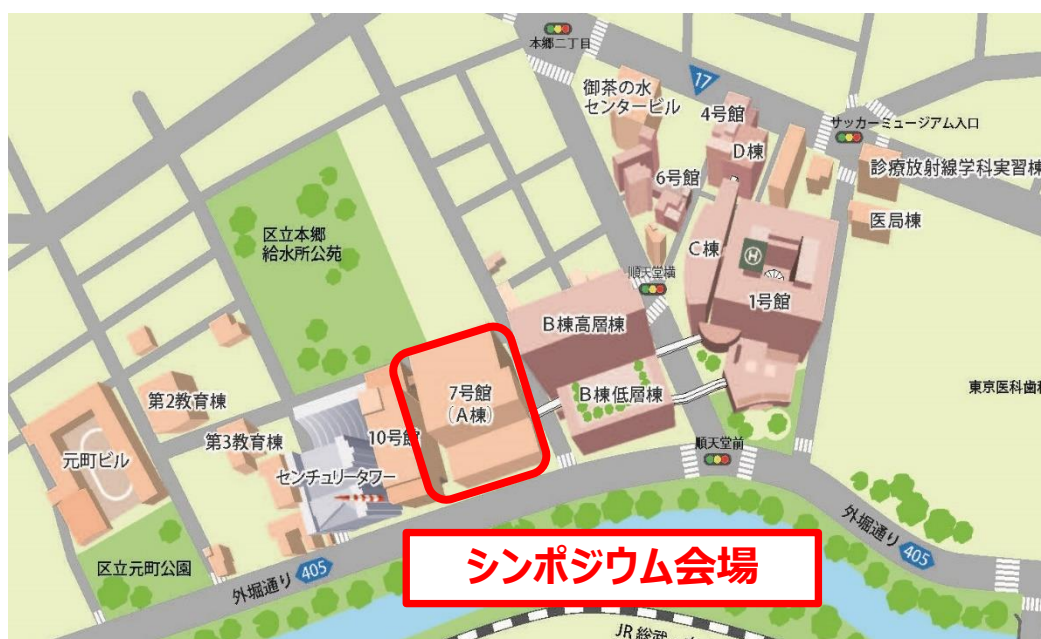 本郷二丁目
御茶の水
センタービル
17
4号館
サッカーミュージアム入口
D棟
診療放射線学科実習棟
6号館
医局棟
区立本郷
給水所公苑
C棟
順天堂横
H
1号館
B棟高層棟
7号館
(A棟)
B棟低層棟
東京医科歯科
第2教育棟
第3教育棟
10号館
元町ビル
センチュリータワー
順天堂前
区立元町公園
外堀通り 405
外堀通り 405
シンポジウム会場
JR 総武